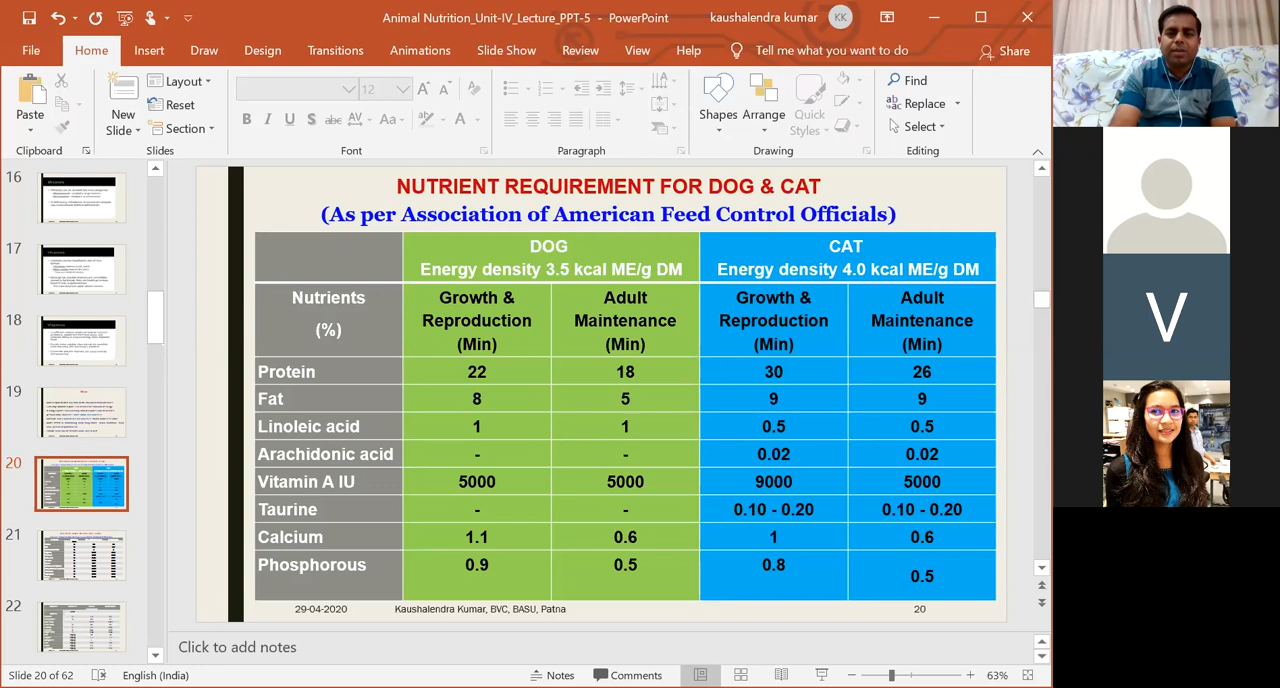 Animal Nutrition_Unit-IV_Lecture_PPT-5 - PowerPoint
kaushalendra kumar
KK
File
Home
Insert
Draw
Design
Transitions
Animations
Slide Show
Review
View
Help
Tell me what you want to do
Share
Paste
New
Slide
Layout
Reset
Section
12
B I U S abc AV Aa A
Shapes
Arrange
Quick
Styles
Find
Replace
Select
Clipboard
Slides
Font
Paragraph
Drawing
Editing
16
17
18
19
20
21
22
NUTRIENT REQUIREMENT FOR DOG & CAT
(As per Association of American Feed Control Officials)
DOG
Energy density 3.5 kcal ME/g DM
CAT
Energy density 4.0 kcal ME/g DM
Nutrients
(%)
Growth &
Reproduction
(Min)
Adult
Maintenance
(Min)
Growth &
Reproduction
(Min)
Adult
Maintenance
(Min)
Protein 22 18 30 26
Fat 8 5 9 9
Linoleic acid 1 1 0.5 0.5
Arachidonic acid - - 0.02 0.02
Vitamin A IU 5000 5000 9000 5000
Taurine - - 0.10 - 0.20 0.10 - 0.20
Calcium 1.1 0.6 1 0.6
Phosphorous 0.9 0.5 0.8 0.5
29-04-2020 Kaushalendra Kumar, BVC, BASU, Patna 20
Click to add notes
Slide 20 of 62
English (India)
Notes
Comments
63%
V